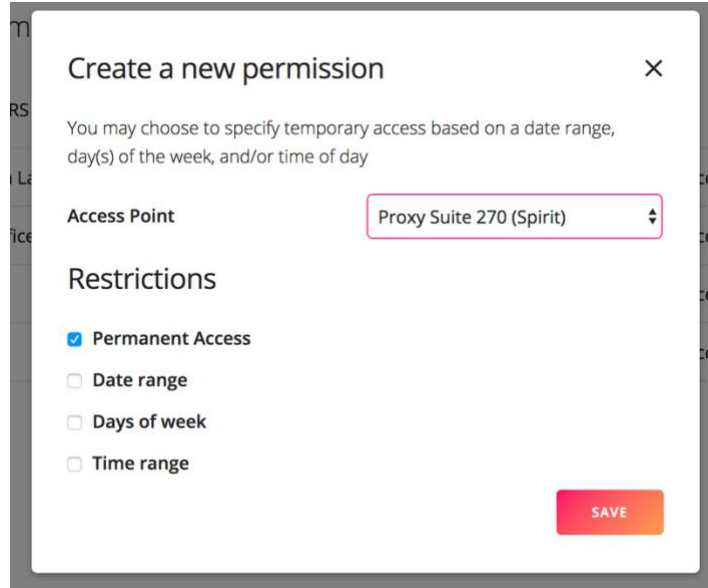 Create a new permission
You may choose to specify temporary access based on a date range,
day(s) of the week, and/or time of day
Access Point
Proxy Suite 270 (Spirit)
Restrictions
Permanent Access
Date range
Days of week
Time range
SAVE